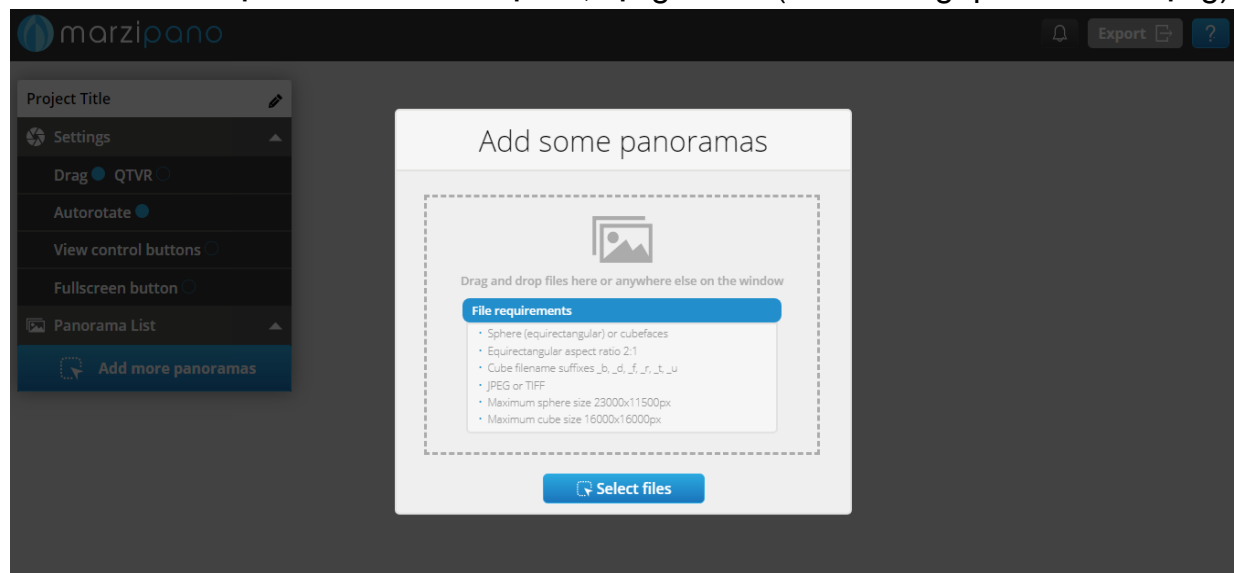 marzipano
Export
?
Project Title
Settings
Drag QTVR
Autorotate
View control buttons
Fullscreen button
Panorama List
Add more panoramas
Add some panoramas
Drag and drop files here or anywhere else on the window
File requirements
• Sphere (equirectangular) or cubefaces
• Equirectangular aspect ratio 2:1
• Cube filename suffixes _b, _d, _f, _r, _t, _u
• JPEG or TIFF
• Maximum sphere size 23000x11500px
• Maximum cube size 16000x16000px
Select files